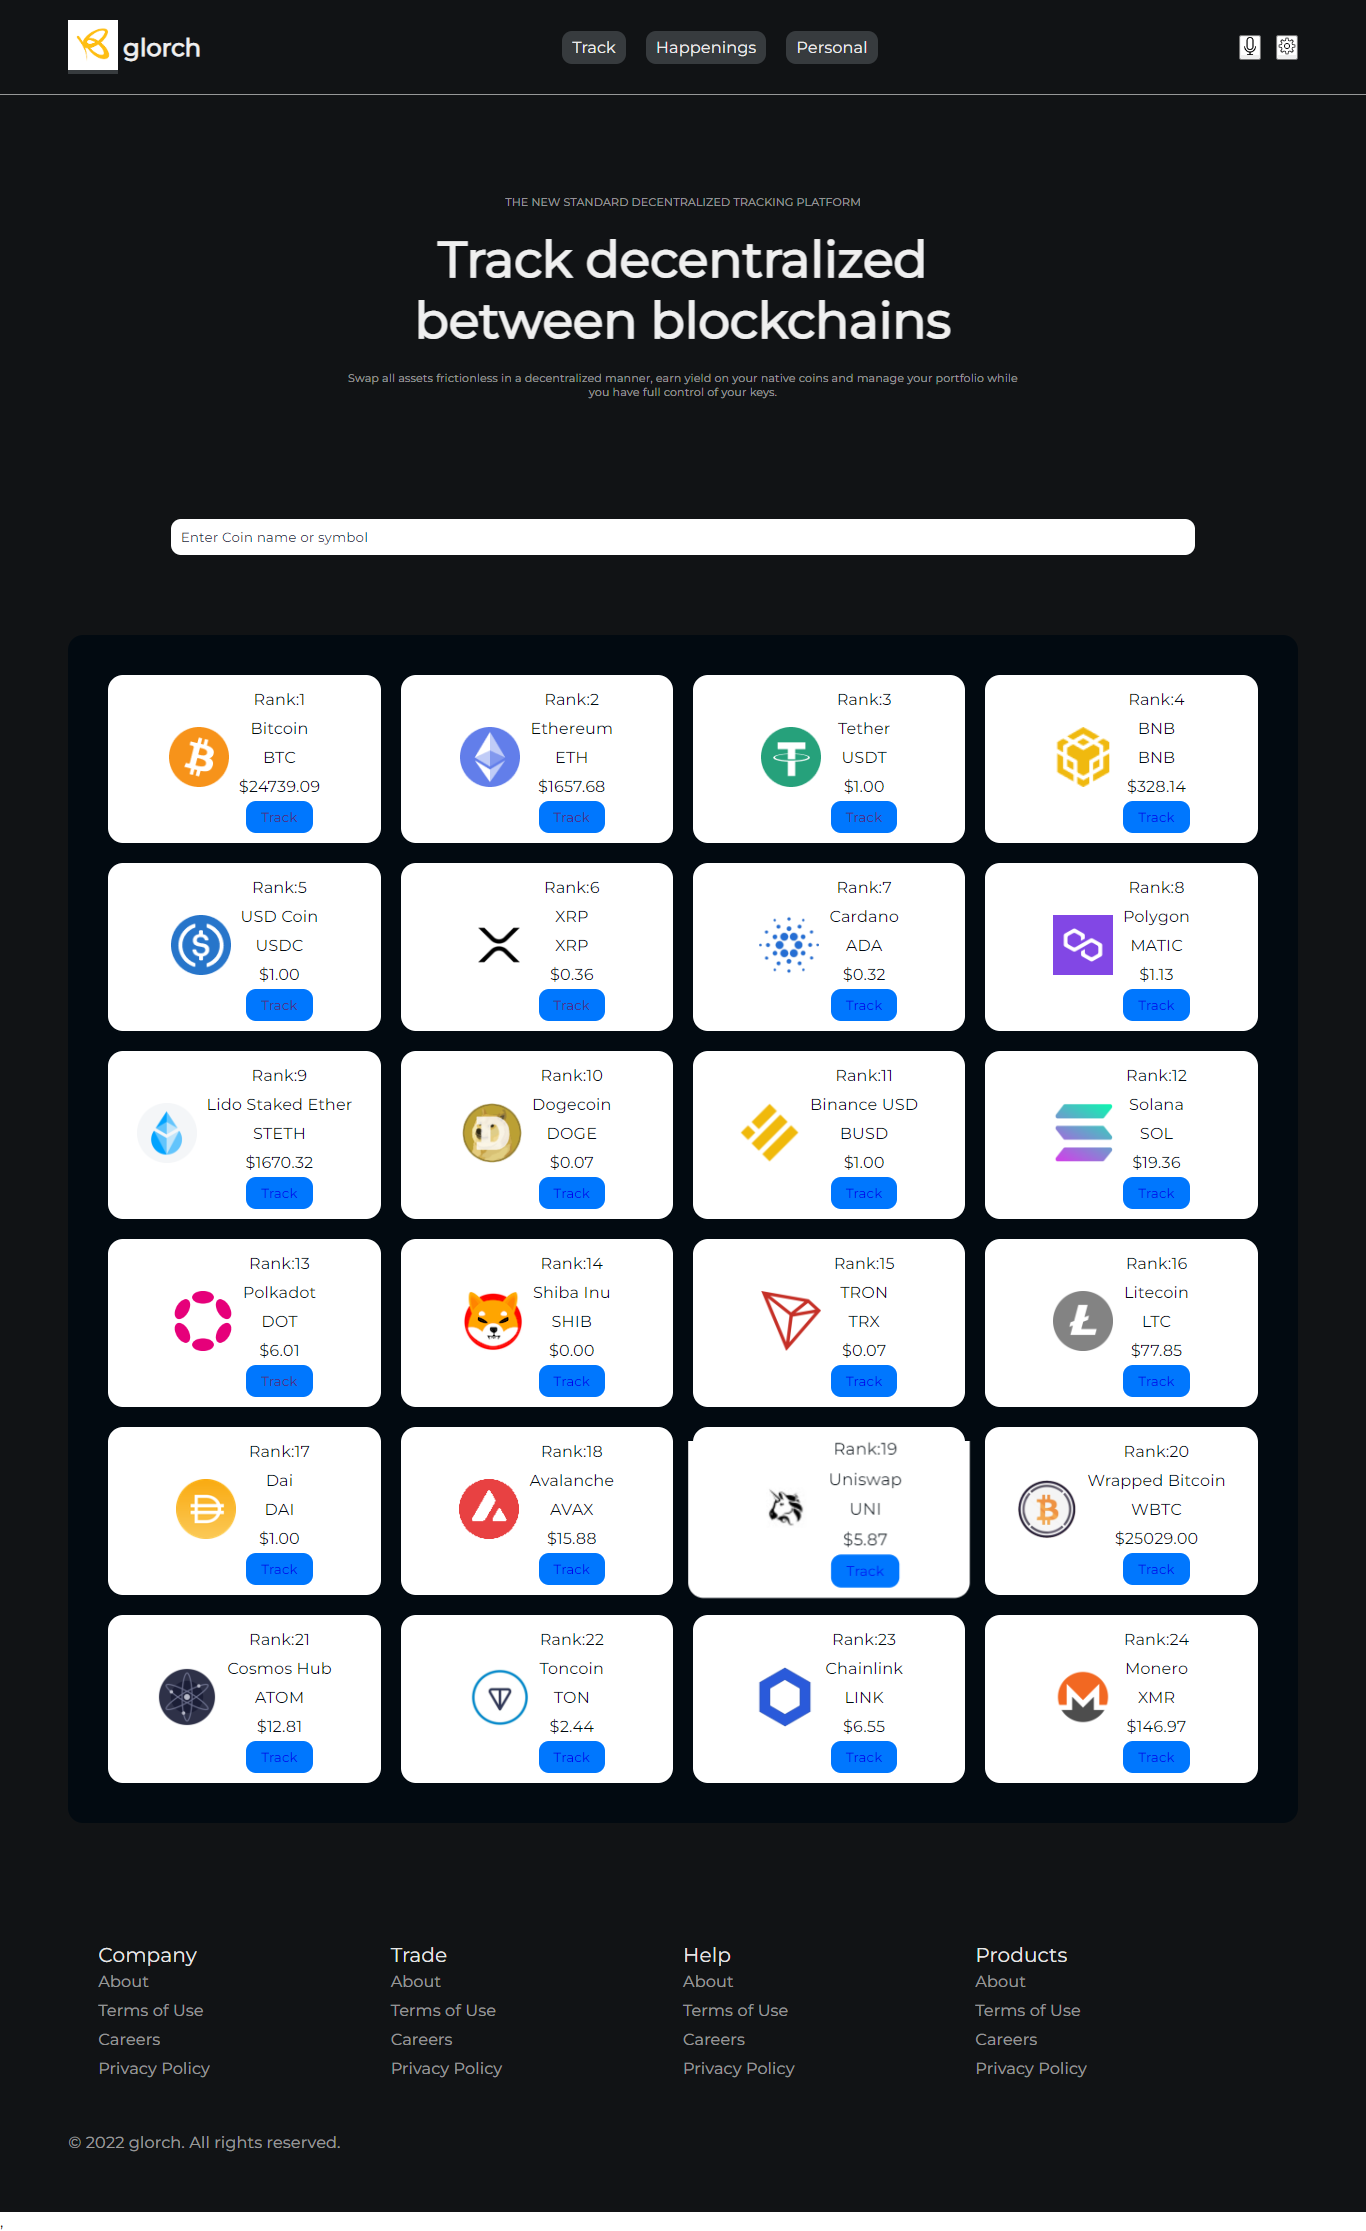 glorch
Track
Happenings
Personal
THE NEW STANDARD DECENTRALIZED TRACKING PLATFORM
Track decentralized
between blockchains
Swap all assets frictionless in a decentralized manner, earn yield on your native coins and manage your portfolio while
you have full control of your keys.
Enter Coin name or symbol
Rank:1
Bitcoin
BTC
$24739.09
Track
Rank:2
Ethereum
ETH
$1657.68
Track
Rank:3
Tether
USDT
$1.00
Track
Rank:4
BNB
BNB
$328.14
Track
Rank:5
USD Coin
USDC
$1.00
Track
Rank:6
XRP
XRP
$0.36
Track
Rank:7
Cardano
ADA
$0.32
Track
Rank:8
Polygon
MATIC
$1.13
Track
Rank:9
Lido Staked Ether
STETH
$1670.32
Track
Rank:10
Dogecoin
DOGE
$0.07
Track
Rank:11
Binance USD
BUSD
$1.00
Track
Rank:12
Solana
SOL
$19.36
Track
Rank:13
Polkadot
DOT
$6.01
Track
Rank:14
Shiba Inu
SHIB
$0.00
Track
Rank:15
TRON
TRX
$0.07
Track
Rank:16
Litecoin
LTC
$77.85
Track
Rank:17
Dai
DAI
$1.00
Track
Rank:18
Avalanche
AVAX
$15.88
Track
Rank:19
Uniswap
UNI
$5.87
Track
Rank:20
Wrapped Bitcoin
WBTC
$25029.00
Track
Rank:21
Cosmos Hub
ATOM
$12.81
Track
Rank:22
Toncoin
TON
$2.44
Track
Rank:23
Chainlink
LINK
$6.55
Track
Rank:24
Monero
XMR
$146.97
Track
Company
About
Terms of Use
Careers
Privacy Policy
Trade
About
Terms of Use
Careers
Privacy Policy
Help
About
Terms of Use
Careers
Privacy Policy
Products
About
Terms of Use
Careers
Privacy Policy
© 2022 glorch. All rights reserved.
,